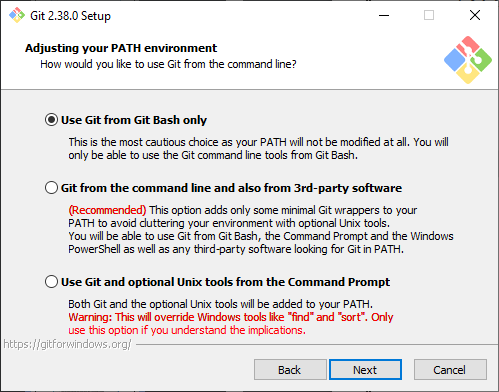 Git 2.38.0 Setup
Adjusting your PATH environment
How would you like to use Git from the command line?
Use Git from Git Bash only
This is the most cautious choice as your PATH will not be modified at all. You will
only be able to use the Git command line tools from Git Bash.
Git from the command line and also from 3rd-party software
(Recommended) This option adds only some minimal Git wrappers to your
PATH to avoid cluttering your environment with optional Unix tools.
You will be able to use Git from Git Bash, the Command Prompt and the Windows
PowerShell as well as any third-party software looking for Git in PATH.
Use Git and optional Unix tools from the Command Prompt
Both Git and the optional Unix tools will be added to your PATH.
Warning: This will override Windows tools like "find" and "sort". Only
use this option if you understand the implications.
https://gitforwindows.org/
Back
Next
Cancel